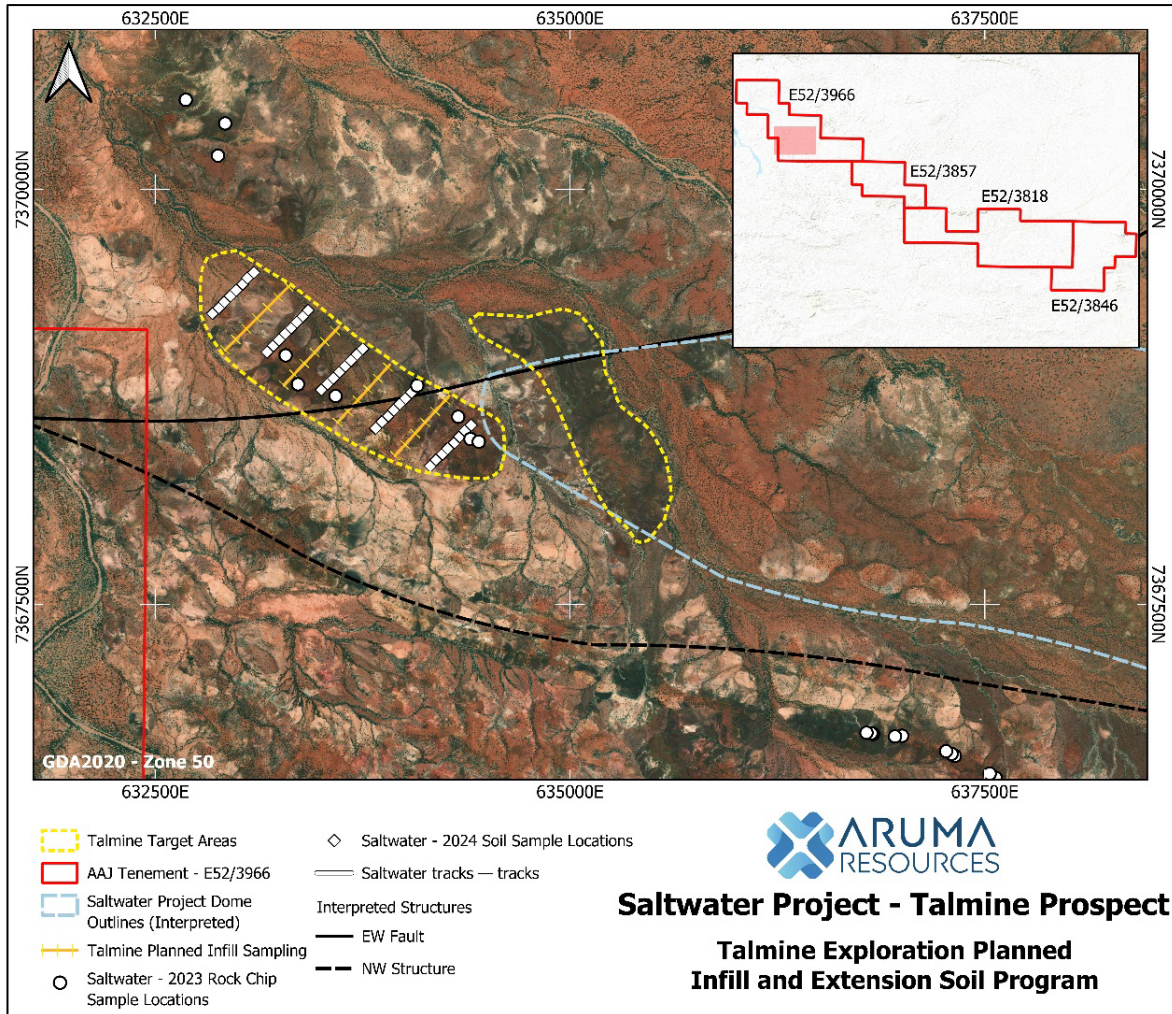 632500E
635000E
637500E
E52/3966
E52/3857
E52/3818
E52/3846
7370000N
7370000N
7367500N
7367500N
GDA2020 - Zone 50
632500E
635000E
637500E
Talmine Target Areas
AAJ Tenement - E52/3966
Saltwater Project Dome
Outlines (Interpreted)
Talmine Planned Infill Sampling
Saltwater - 2023 Rock Chip
Sample Locations
Saltwater - 2024 Soil Sample Locations
Saltwater tracks — tracks
Interpreted Structures
EW Fault
NW Structure
ARUMA
RESOURCES
Saltwater Project - Talmine Prospect
Talmine Exploration Planned
Infill and Extension Soil Program